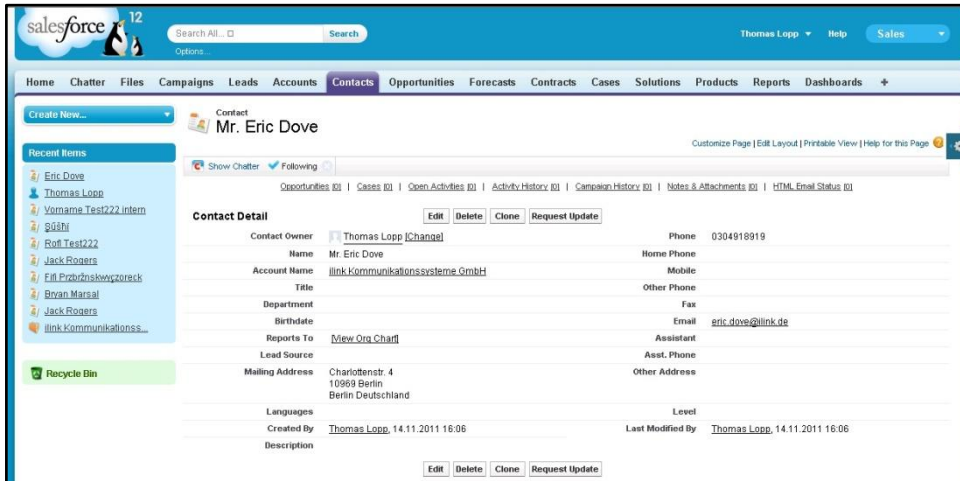 salesforce 12
Search All... Search
Options...
Thomas Lopp Help Sales
Home Chatter Files Campaigns Leads Accounts Contacts Opportunities Forecasts Contracts Cases Solutions Products Reports Dashboards +
Create New...
Contact
Mr. Eric Dove
Customize Page | Edit Layout | Printable View | Help for this Page ?
Recent Items
Eric Dove
Thomas Lopp
Vorname Test222 intern
Rofl Test222
Jack Rogers
Bryan Marsal
Jack Rogers
ilink Kommunikationss...
Recycle Bin
Show Chatter Following
Opportunities [0] | Cases [0] | Open Activities [0] | Activity History [0] | Campaign History [0] | Notes & Attachments [0] | HTML Email Status [0]
Contact Detail Edit Delete Clone Request Update
Contact Owner Thomas Lopp [Change] Phone 0304918919
Name Mr. Eric Dove Home Phone
Account Name ilink Kommunikationssysteme GmbH Mobile
Title Other Phone
Department Fax
Birthdate Email eric.dove@ilink.de
Reports To [View Org Chart] Assistant
Lead Source Asst. Phone
Mailing Address Charlottenstr. 4 Other Address
10969 Berlin
Berlin Deutschland
Languages Level
Created By Thomas Lopp, 14.11.2011 16:06 Last Modified By Thomas Lopp, 14.11.2011 16:06
Description
Edit Delete Clone Request Update